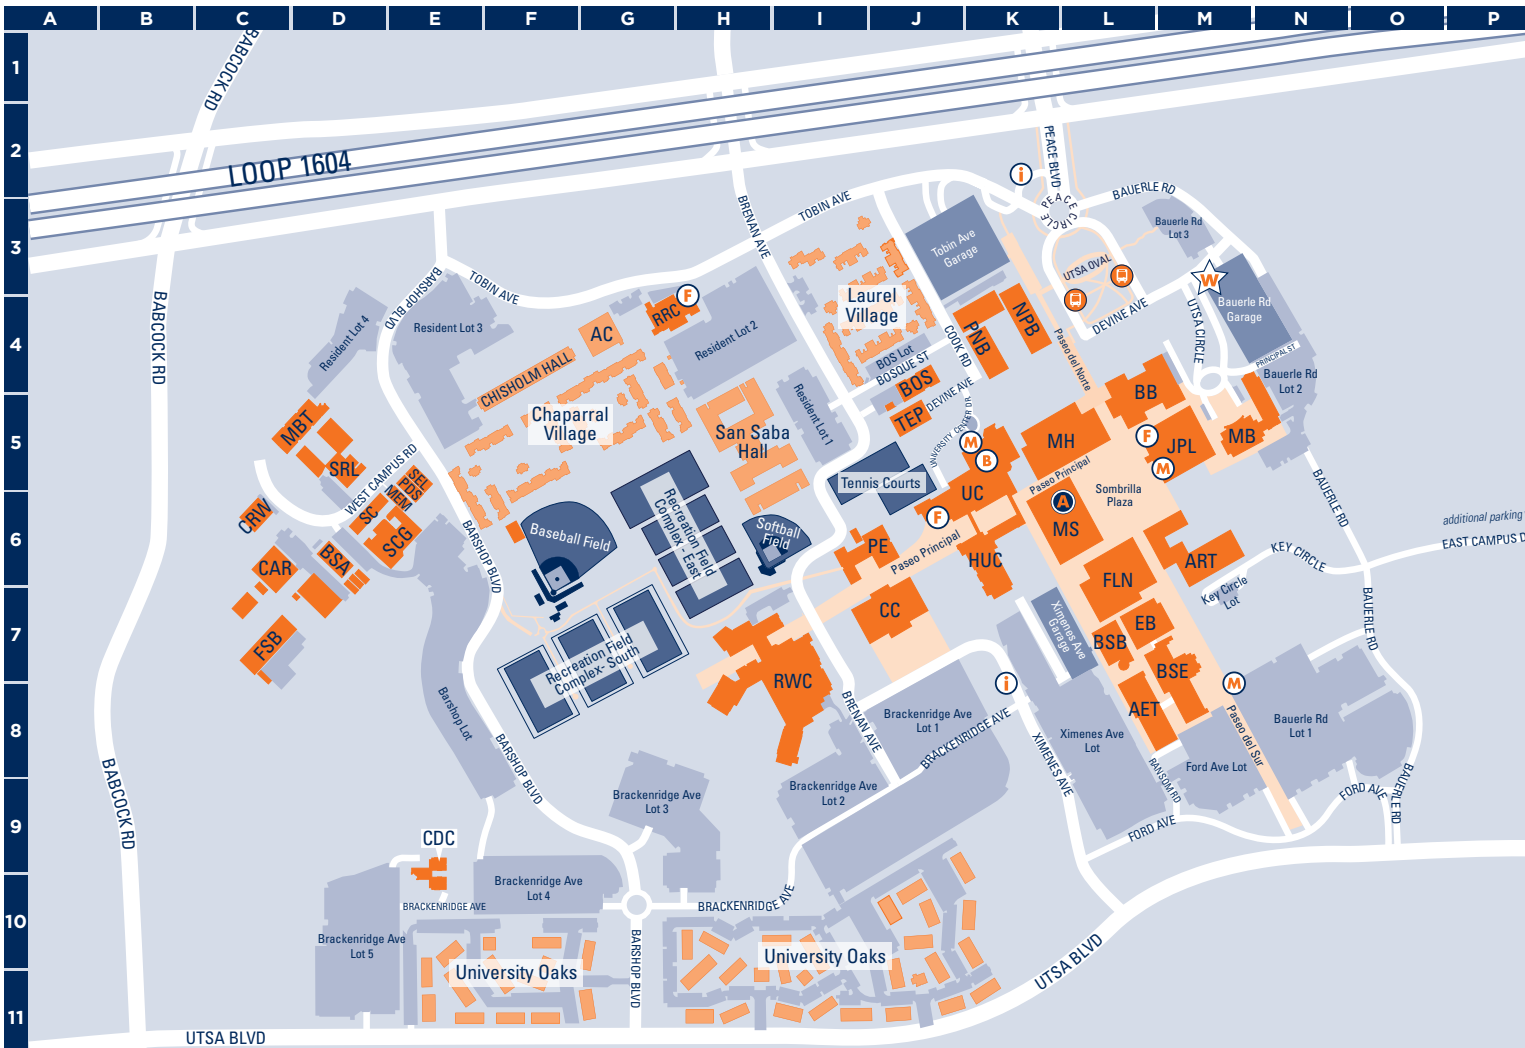 A B C D E F G H I J K L M N O P
1
2
3
4
5
6
7
8
9
10
11
BABCOCK RD
LOOP 1604
PEACE BLVD
i
BAUERLE RD
PEACE CIRCLE
PEACE
TOBIN AVE
BRENAN AVE
Bauerle Rd
Lot 3
Tobin Ave
Garage
UTSA OVAL
W
BARSHOP BLVD
TOBIN AVE
BABCOCK RD
Resident Lot 4
Resident Lot 3
F
RRC
AC
Resident Lot 2
Laurel
Village
BOS Lot
BOSQUE ST
COOK RD
PNB
NPB
Paseo del Norte
DEVINE AVE
UTSA CIRCLE
Bauerle Rd
Garage
PRINCIPAL ST
Bauerle Rd
Lot 2
CHISHOLM HALL
Chaparral
Village
San Saba
Hall
Resident Lot 1
BOS
DEVINE AVE
TEP
UNIVERSITY CENTER DR
M
B
MH
BB
F
JPL
M
MB
MBT
SRL
WEST CAMPUS RD
SEL
PDS
MEM
SC
SCG
CRW
BSA
CAR
FSB
BARSHOP BLVD
Baseball Field
Recreation Field
Complex - East
Softball
Field
Tennis Courts
UC
F
Paseo Principal
Paseo Principal
A
MS
Sombrilla
Plaza
BAUERLE RD
additional parking
EAST CAMPUS D
KEY CIRCLE
Key Circle
Lot
PE
HUC
ART
FLN
CC
EB
BSB
BSE
Ximenes Ave
Garage
BAUERLE RD
Recreation Field
Complex- South
RWC
i
M
AET
Barshop Lot
BARSHOP BLVD
BRENAN AVE
Brackenridge Ave
Lot 1
BRACKENRIDGE AVE
XIMENES AVE
Ximenes Ave
Lot
Paseo del Sur
Bauerle Rd
Lot 1
RANSOM RD
Ford Ave Lot
BABCOCK RD
Brackenridge Ave
Lot 3
Brackenridge Ave
Lot 2
FORD AVE
FORD AVE
BAUERLE RD
CDC
Brackenridge Ave
Lot 4
BRACKENRIDGE AVE
BRACKENRIDGE AVE
Brackenridge Ave
Lot 5
University Oaks
BARSHOP BLVD
University Oaks
UTSA BLVD
UTSA BLVD